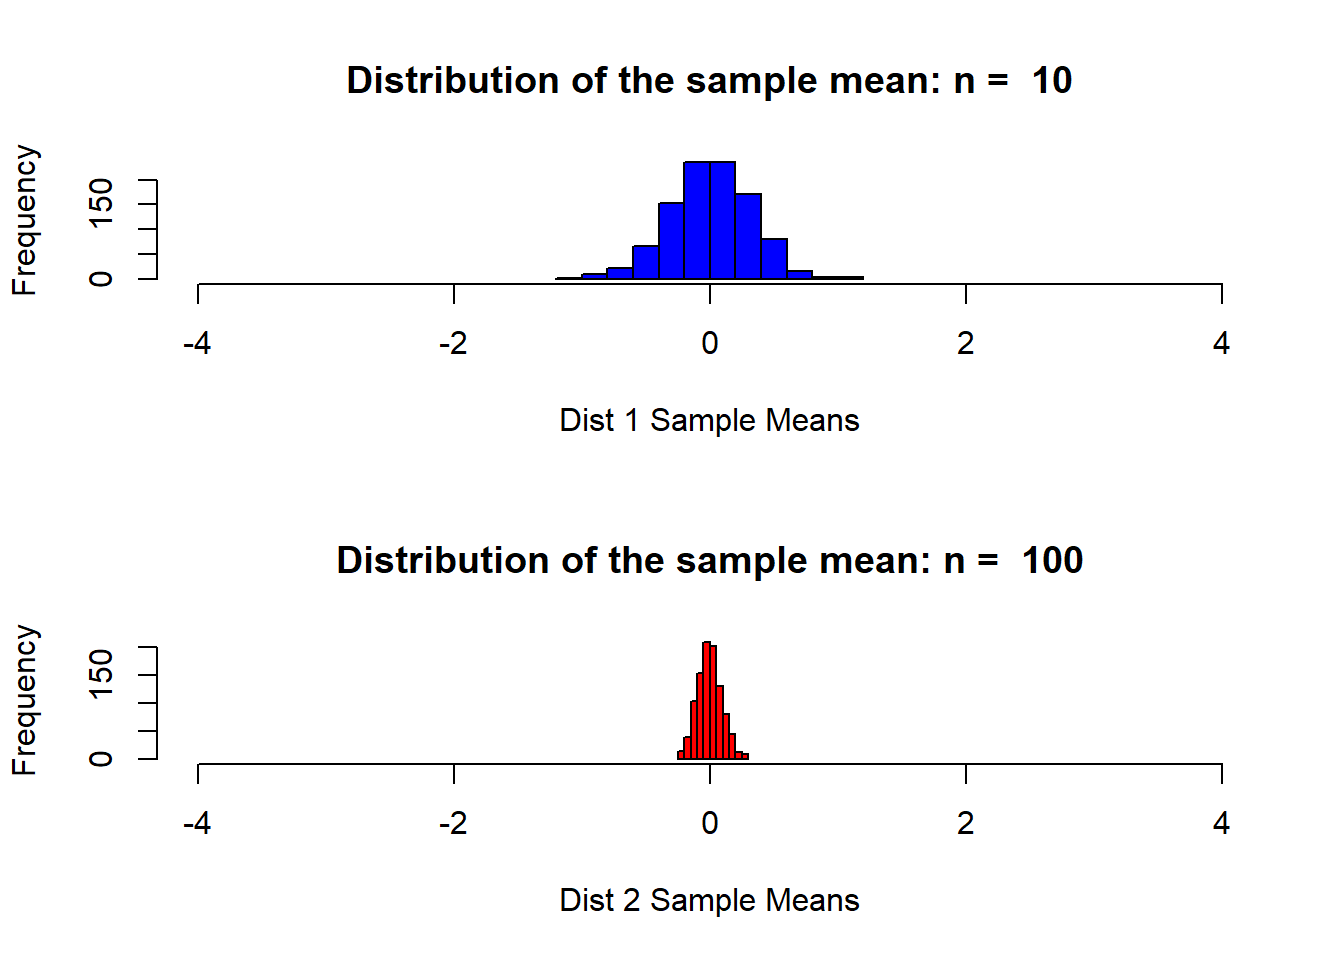 Distribution of the sample mean: n =  10
Frequency
150
0
-4 -2 0 2 4
Dist 1 Sample Means
Distribution of the sample mean: n =  100
Frequency
150
0
-4 -2 0 2 4
Dist 2 Sample Means